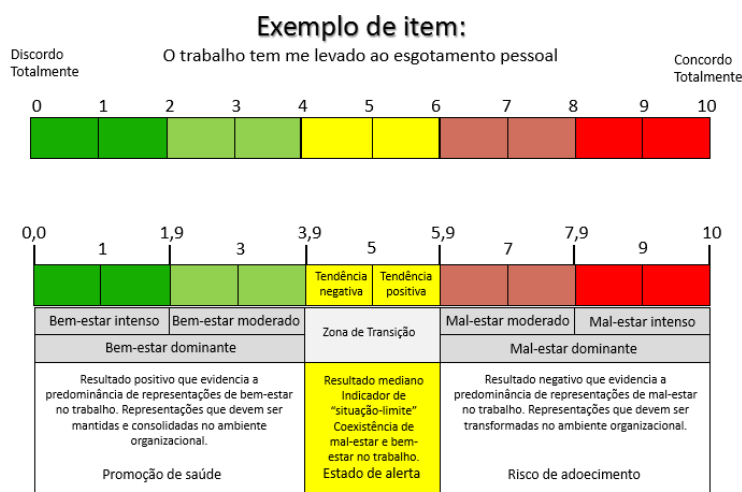 Exemplo de item:
O trabalho tem me levado ao esgotamento pessoal
Discordo
Totalmente
Concordo
Totalmente
0 1 2 3 4 5 6 7 8 9 10
0,0 1 1,9 3 3,9 5 5,9 7 7,9 9 10
Tendência
negativa
Tendência
positiva
Bem-estar intenso
Bem-estar moderado
Zona de Transição
Mal-estar moderado
Mal-estar intenso
Bem-estar dominante
Mal-estar dominante
Resultado positivo que evidencia a
predominância de representações de bem-estar
no trabalho. Representações que devem ser
mantidas e consolidadas no ambiente
organizacional.
Promoção de saúde
Resultado mediano
Indicador de
“situação-limite”
Coexistência de
mal-estar e bem-
estar no trabalho.
Estado de alerta
Resultado negativo que evidencia a
predominância de representações de mal-estar
no trabalho. Representações que devem ser
transformadas no ambiente organizacional.
Risco de adoecimento